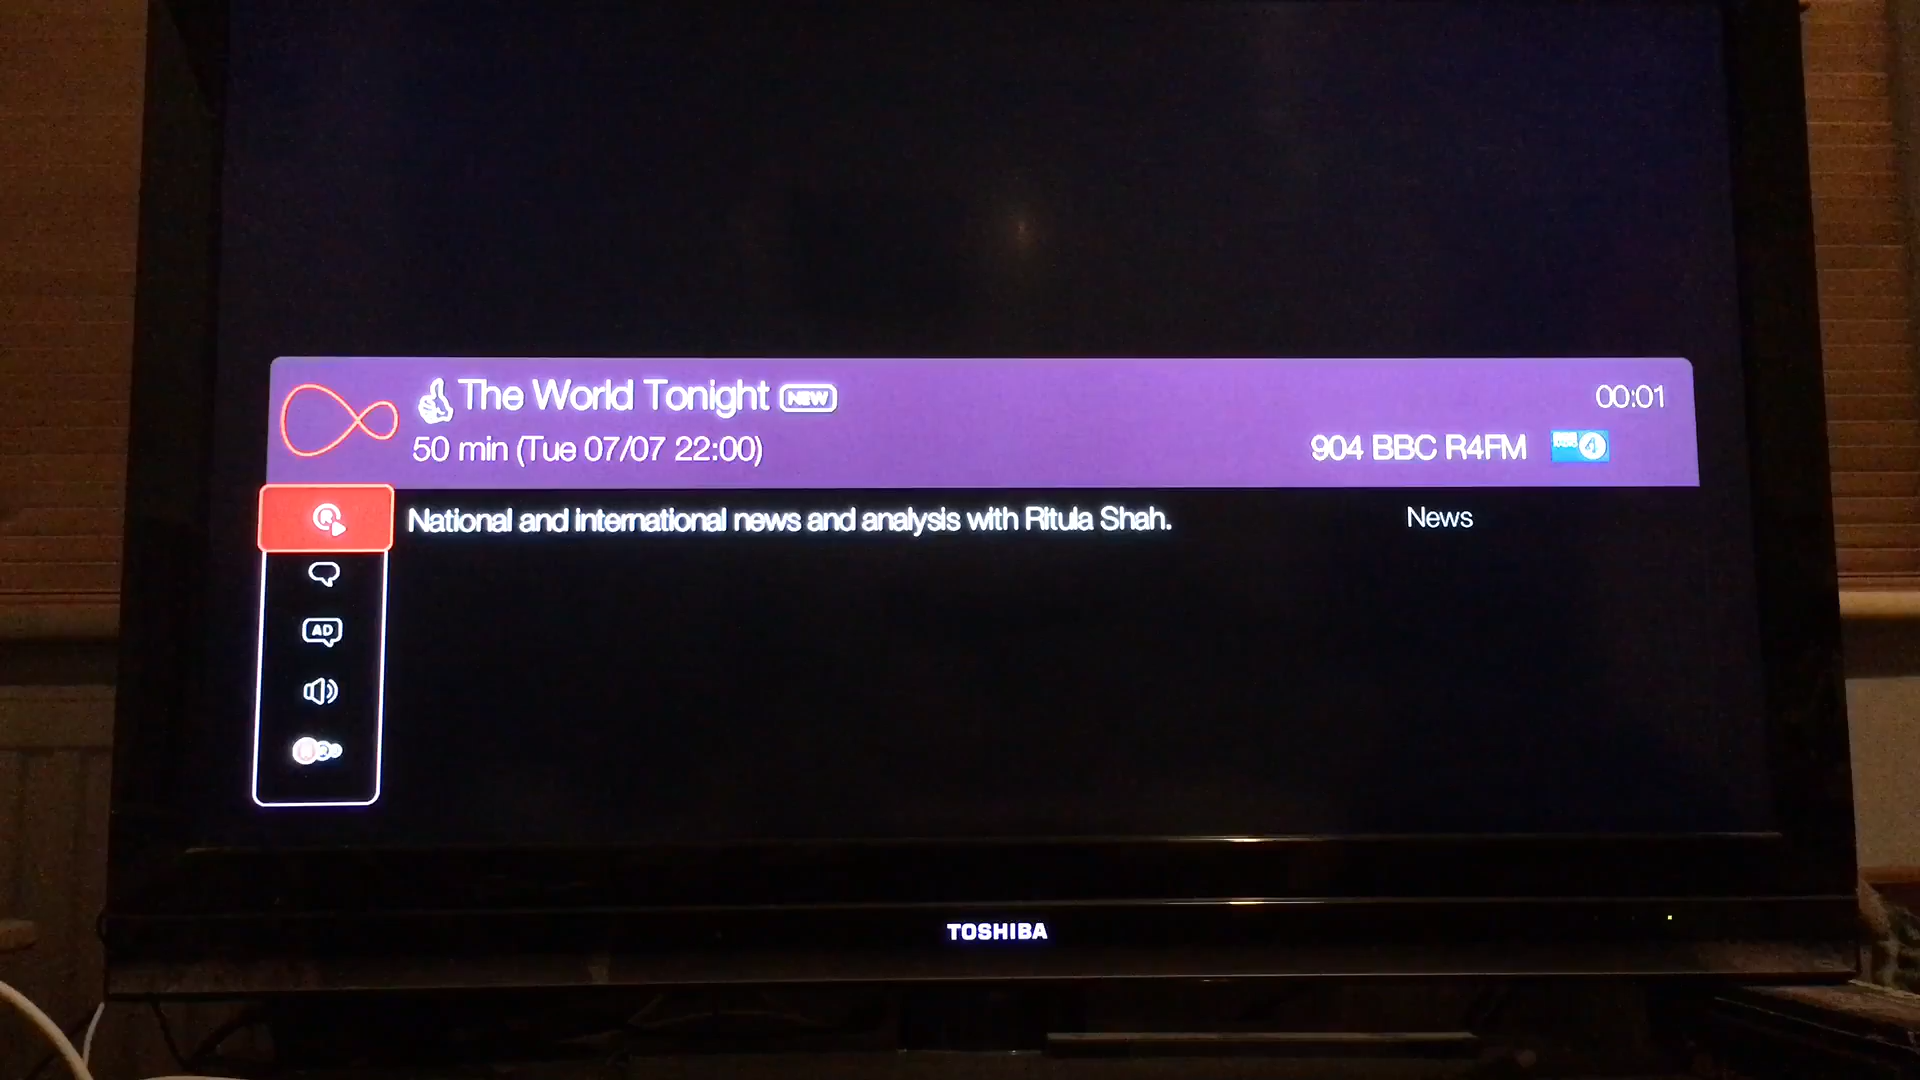 The World Tonight NEW
00:01
50 min (Tue 07/07 22:00)
904 BBC R4FM
4
R
National and international news and analysis with Ritula Shah.
News
AD
TOSHIBA